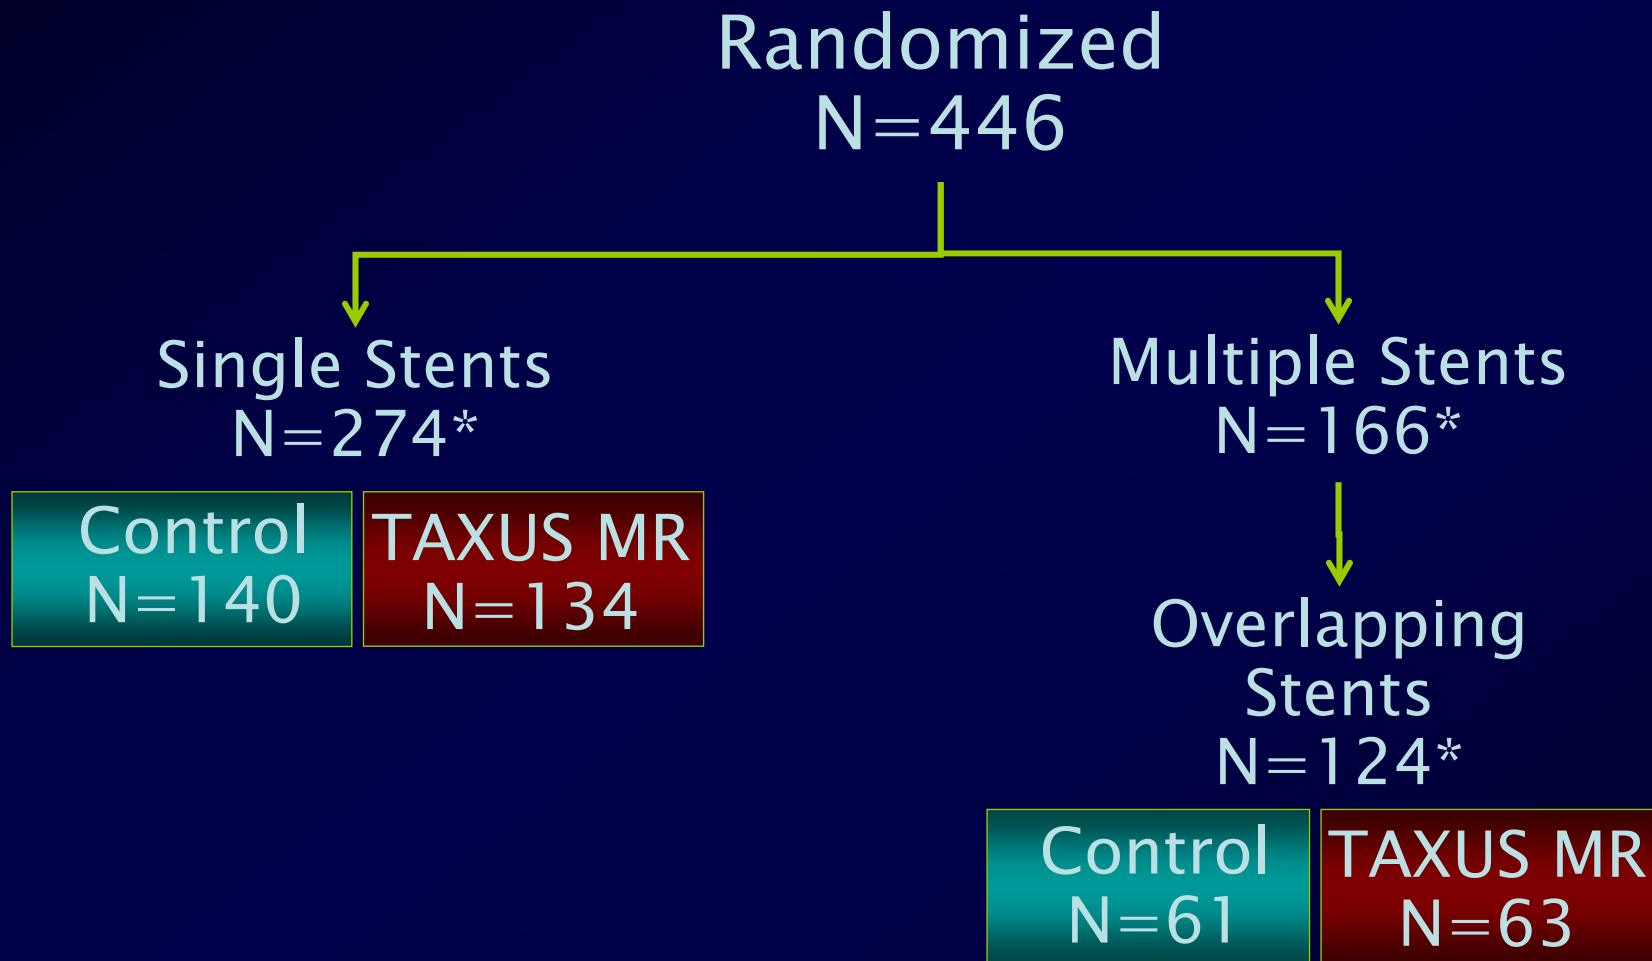 Randomized
N=446
Single Stents
N=274*
Control
N=140
TAXUS MR
N=134
Multiple Stents
N=166*
Overlapping
Stents
N=124*
Control
N=61
TAXUS MR
N=63